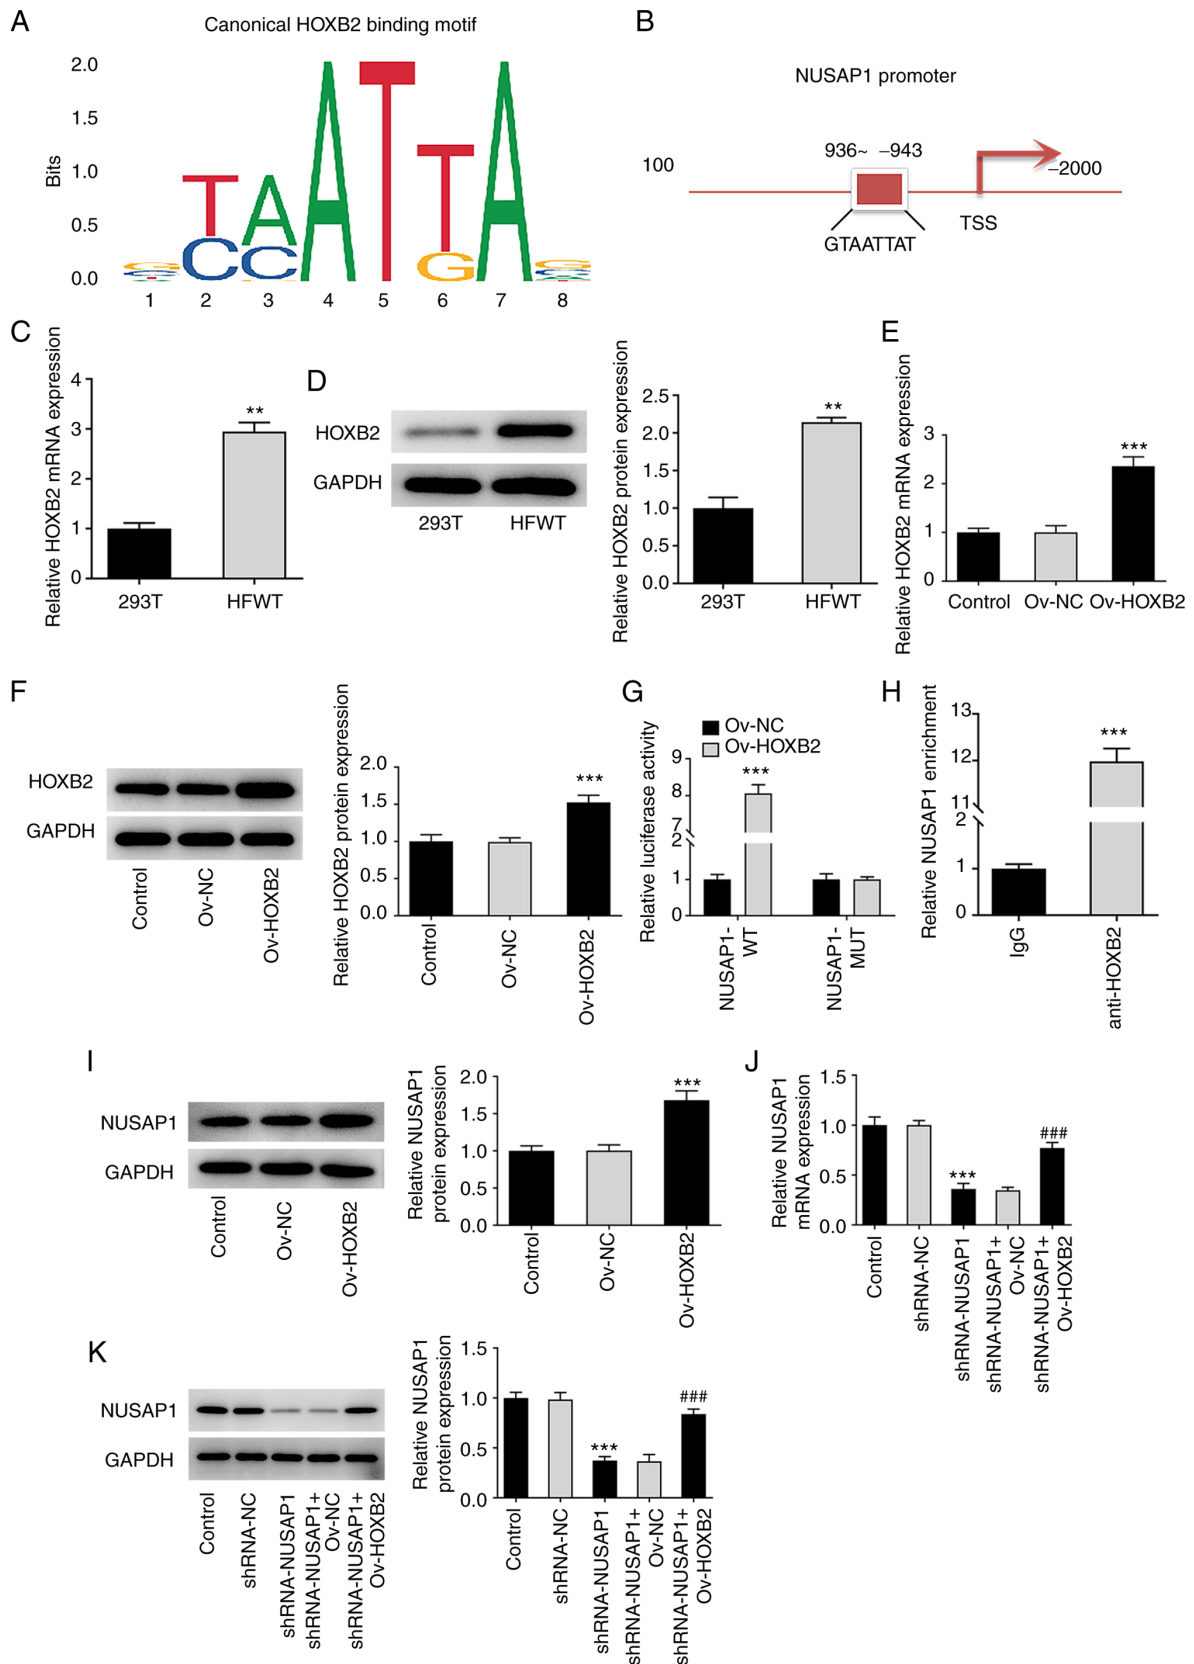 A
Canonical HOXB2 binding motif
Bits
2.0
1.5
1.0
0.5
0.0
1 2 3 4 5 6 7 8
B
NUSAP1 promoter
100
936~ –943
–2000
TSS
GTAATTAT
C
Relative HOXB2 mRNA expression
4
3
2
1
0
**
293T HFWT
D
HOXB2
GAPDH
293T HFWT
Relative HOXB2 protein expression
2.5
2.0
1.5
1.0
0.5
0.0
**
293T HFWT
E
Relative HOXB2 mRNA expression
3
2
1
0
***
Control Ov-NC Ov-HOXB2
F
HOXB2
GAPDH
Control
Ov-NC
Ov-HOXB2
Relative HOXB2 protein expression
2.0
1.5
1.0
0.5
0.0
***
Control
Ov-NC
Ov-HOXB2
G
Ov-NC
Ov-HOXB2
Relative luciferase activity
9
8
7
2
1
0
***
NUSAP1-
WT
NUSAP1-
MUT
H
Relative NUSAP1 enrichment
13
12
11
2
1
0
***
IgG
anti-HOXB2
I
NUSAP1
GAPDH
Control
Ov-NC
Ov-HOXB2
Relative NUSAP1
protein expression
2.0
1.5
1.0
0.5
0.0
***
Control
Ov-NC
Ov-HOXB2
J
Relative NUSAP1
mRNA expression
1.5
1.0
0.5
0.0
***
###
Control
shRNA-NC
shRNA-NUSAP1
shRNA-NUSAP1+
Ov-NC
shRNA-NUSAP1+
Ov-HOXB2
K
NUSAP1
GAPDH
Control
shRNA-NC
shRNA-NUSAP1
shRNA-NUSAP1+
Ov-NC
shRNA-NUSAP1+
Ov-HOXB2
Relative NUSAP1
protein expression
1.5
1.0
0.5
0.0
***
###
Control
shRNA-NC
shRNA-NUSAP1
shRNA-NUSAP1+
Ov-NC
shRNA-NUSAP1+
Ov-HOXB2